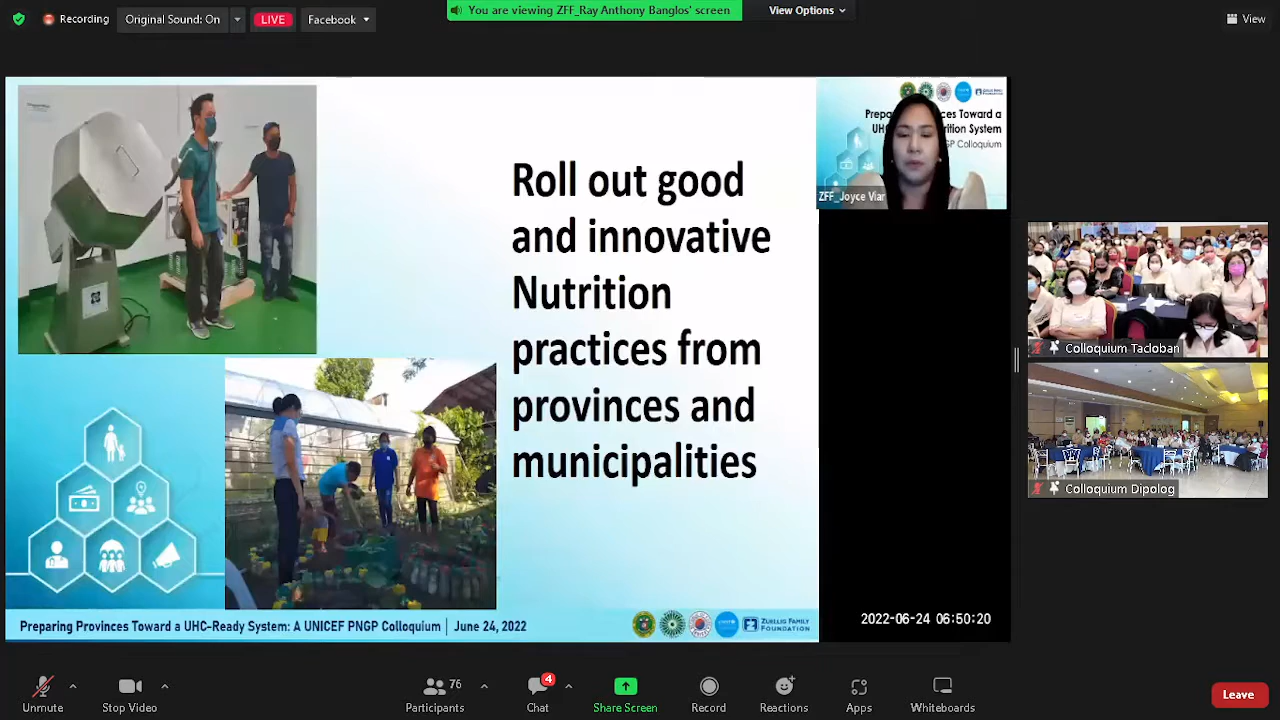 Recording
Original Sound: On
LIVE
Facebook
You are viewing ZFF_Ray Anthony Banglos' screen
View Options
View
Roll out good
and innovative
Nutrition
practices from
provinces and
municipalities
ZFF_Joyce Viar
Colloquium Tacloban
Colloquium Dipolog
Preparing Provinces Toward a UHC-Ready System: A UNICEF PNGP Colloquium | June 24, 2022
ZUELLIG FAMILY
FOUNDATION
2022-06-24 06:50:20
Unmute
Stop Video
76
Participants
4
Chat
Share Screen
Record
Reactions
Apps
Whiteboards
Leave